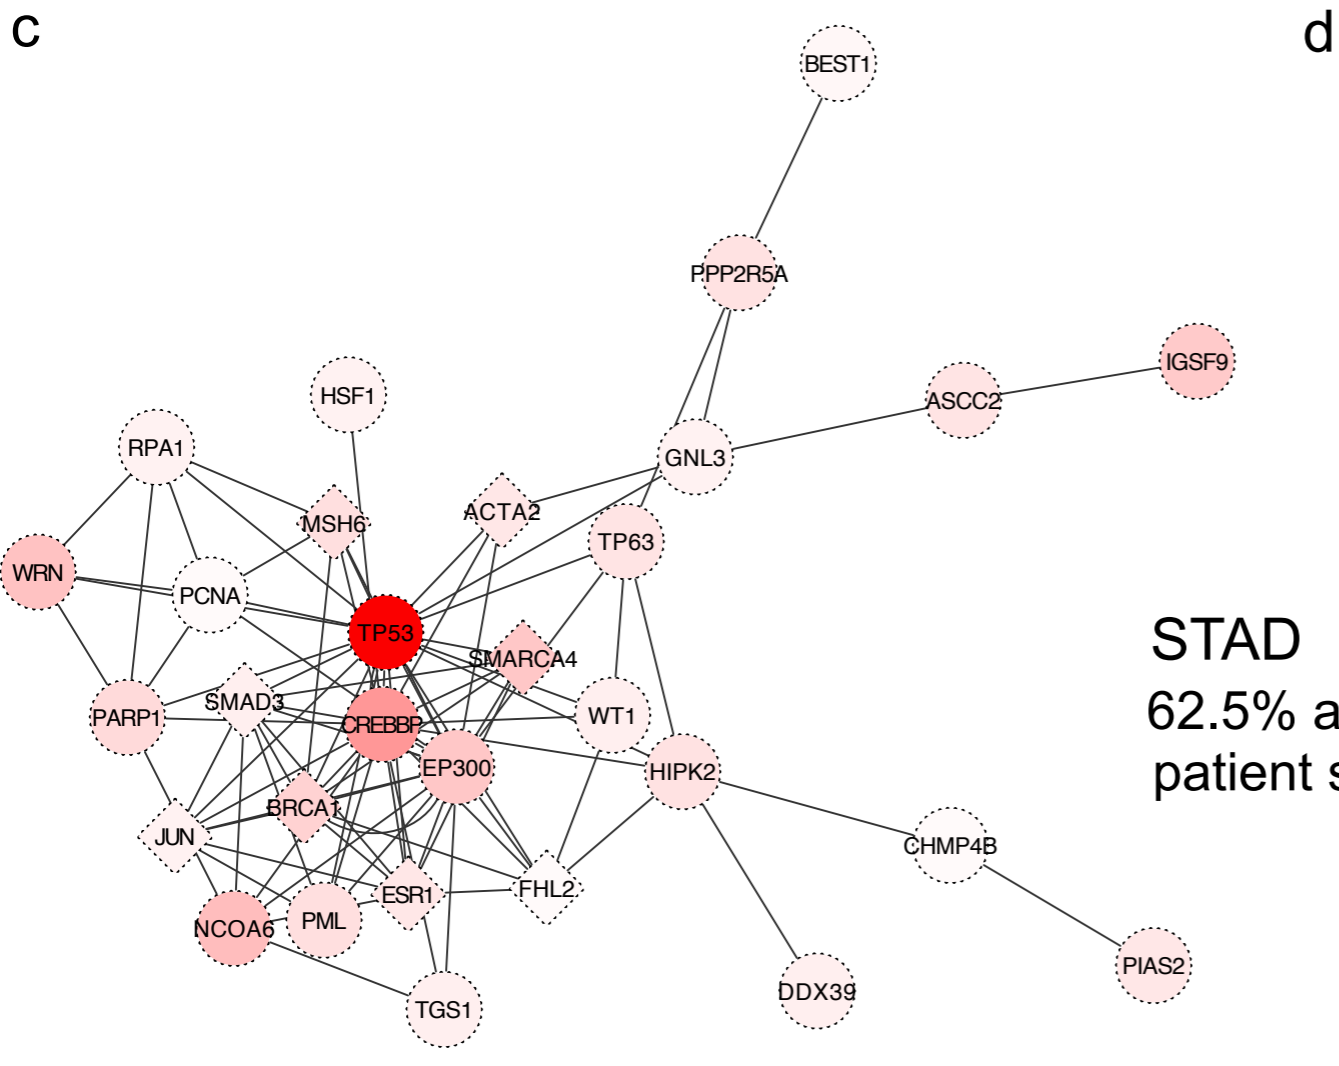 c
d
BEST1
PPP2R5A
IGSF9
HSF1
ASCC2
RPA1
GNL3
ACTA2
MSH6
TP63
WRN
PCNA
TP53
STAD
SMARCA4
SMAD3
62.5% a
PARP1
CREBBP
WT1
EP300
HIPK2
patient s
BRCA1
JUN
CHMP4B
ESR1
FHL2
NCOA6
PML
PIAS2
DDX39
TGS1